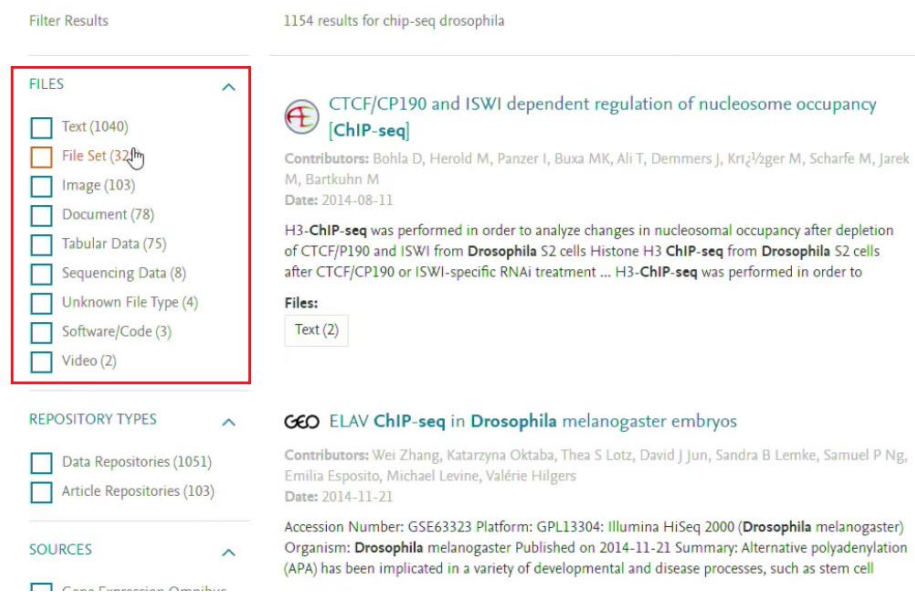 Filter Results
1154 results for chip-seq drosophila
FILES
Text (1040)
File Set
Image (103)
Document (78)
Tabular Data (75)
Sequencing Data (8)
Unknown File Type (4)
Software/Code (3)
Video (2)
REPOSITORY TYPES
Data Repositories (1051)
Article Repositories (103)
SOURCES
Gene Expression Omnibus
CTCF/CP190 and ISWI dependent regulation of nucleosome occupancy
[ChIP-seq]
Contributors: Bohla D, Herold M, Panzer I, Buxa MK, Ali T, Demmers J, Krï¿½ger M, Scharfe M, Jarek
M, Bartkuhn M
Date: 2014-08-11
H3-ChIP-seq was performed in order to analyze changes in nucleosomal occupancy after depletion
of CTCF/P190 and ISWI from Drosophila S2 cells Histone H3 ChIP-seq from Drosophila S2 cells
after CTCF/CP190 or ISWI-specific RNAi treatment ... H3-ChIP-seq was performed in order to
Files:
Text (2)
GEO ELAV ChIP-seq in Drosophila melanogaster embryos
Contributors: Wei Zhang, Katarzyna Oktaba, Thea S Lotz, David J Jun, Sandra B Lemke, Samuel P Ng,
Emilia Esposito, Michael Levine, Valérie Hilgers
Date: 2014-11-21
Accession Number: GSE63323 Platform: GPL13304: Illumina HiSeq 2000 (Drosophila melanogaster)
Organism: Drosophila melanogaster Published on 2014-11-21 Summary: Alternative polyadenylation
(APA) has been implicated in a variety of developmental and disease processes, such as stem cell